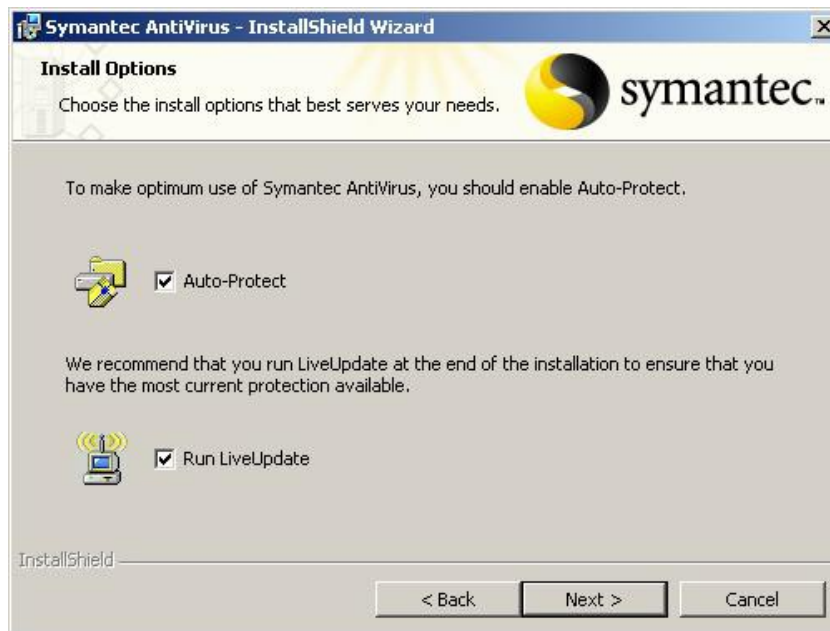 Symantec AntiVirus - InstallShield Wizard
Install Options
Choose the install options that best serves your needs.
symantec™
To make optimum use of Symantec AntiVirus, you should enable Auto-Protect.
Auto-Protect
We recommend that you run LiveUpdate at the end of the installation to ensure that you
have the most current protection available.
Run LiveUpdate
InstallShield
< Back
Next >
Cancel